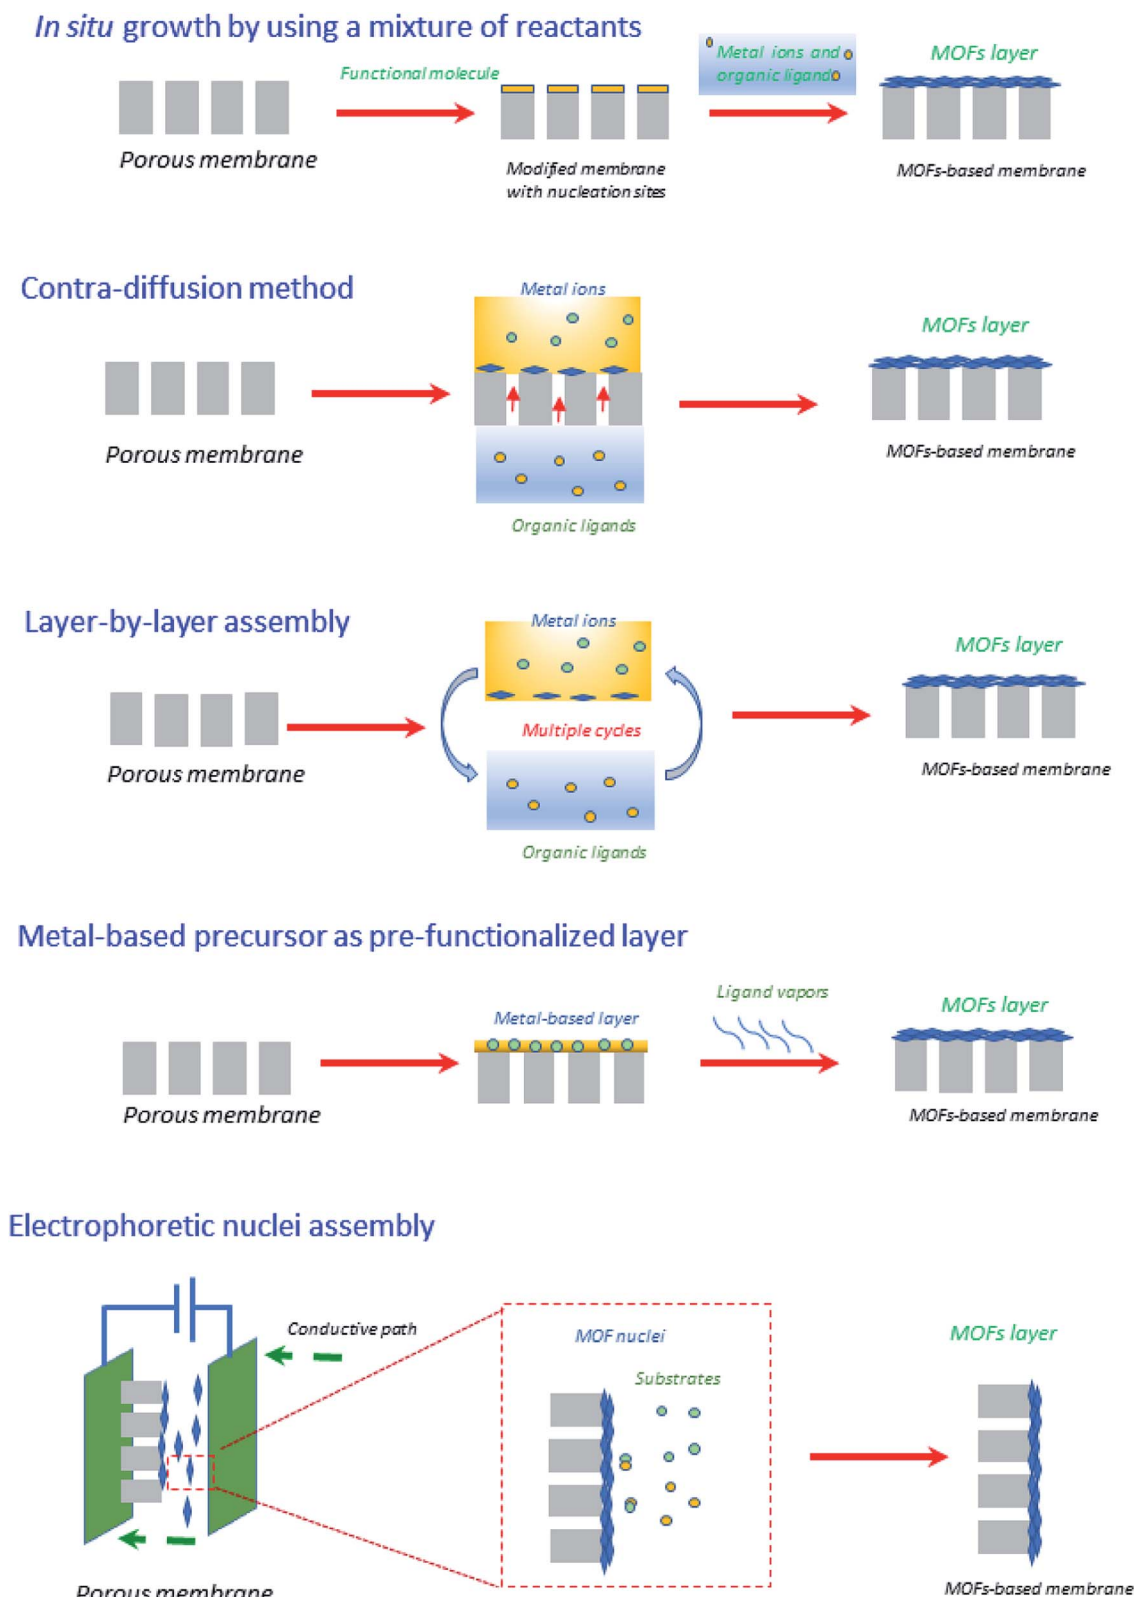 In situ growth by using a mixture of reactants
Functional molecule
Metal ions and
organic ligands
MOFs layer
Porous membrane
Modified membrane
with nucleation sites
MOFs-based membrane
Contra-diffusion method
Metal ions
MOFs layer
Porous membrane
MOFs-based membrane
Organic ligands
Layer-by-layer assembly
Metal ions
MOFs layer
Multiple cycles
Porous membrane
MOFs-based membrane
Organic ligands
Metal-based precursor as pre-functionalized layer
Ligand vapors
Metal-based layer
MOFs layer
Porous membrane
MOFs-based membrane
Electrophoretic nuclei assembly
Conductive path
MOF nuclei
MOFs layer
Substrates
Porous membrane
MOFs-based membrane